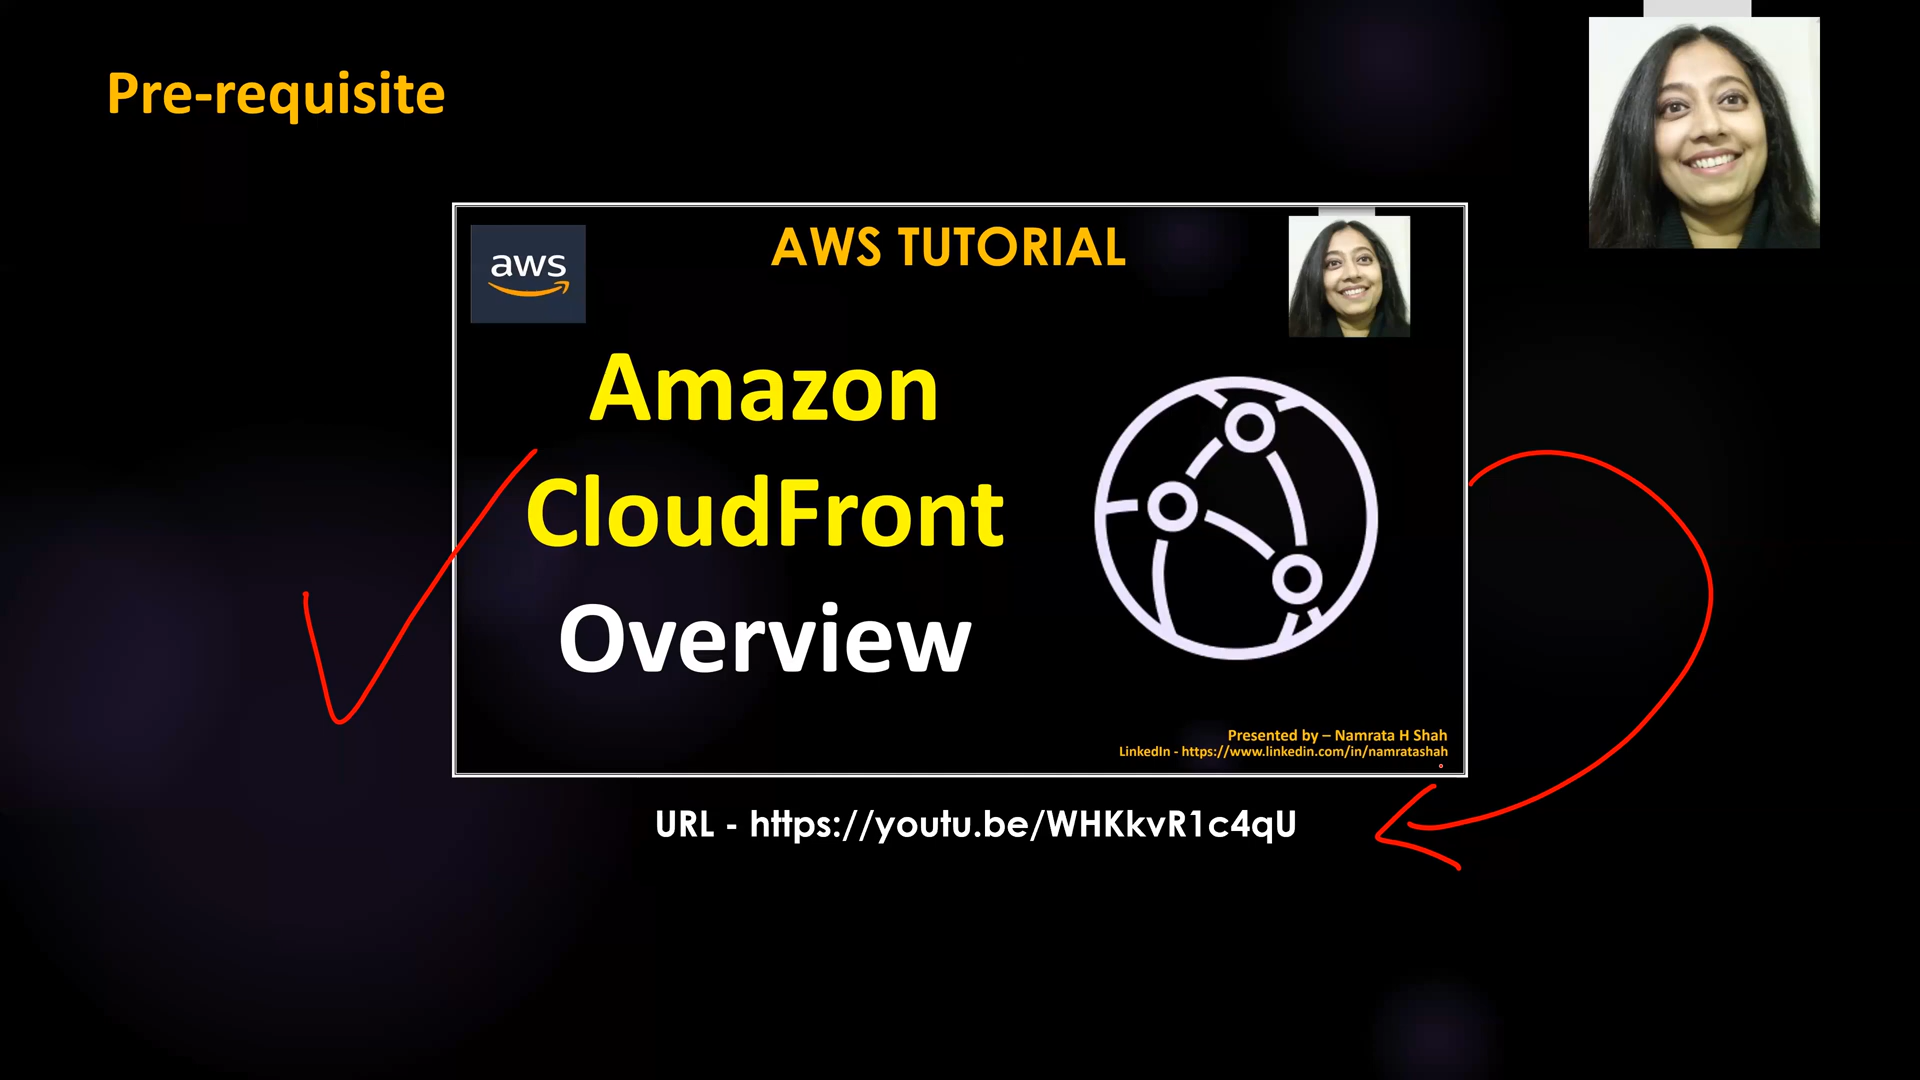 Pre-requisite
aws
AWS TUTORIAL
Amazon
CloudFront
Overview
Presented by – Namrata H Shah
LinkedIn - https://www.linkedin.com/in/namratashah
URL - https://youtu.be/WHKkvR1c4qU